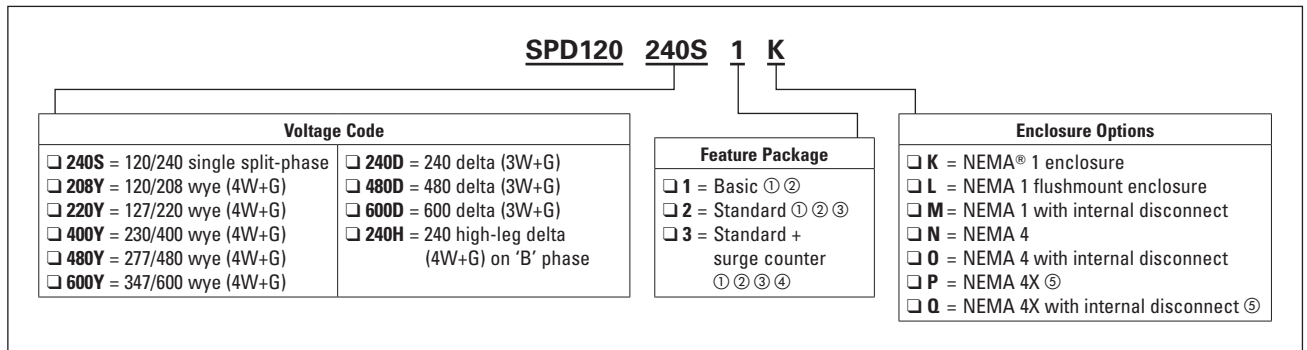 SPD120 240S 1 K
Voltage Code
❑ 240S = 120/240 single split-phase
❑ 208Y = 120/208 wye (4W+G)
❑ 220Y = 127/220 wye (4W+G)
❑ 400Y = 230/400 wye (4W+G)
❑ 480Y = 277/480 wye (4W+G)
❑ 600Y = 347/600 wye (4W+G)
❑ 240D = 240 delta (3W+G)
❑ 480D = 480 delta (3W+G)
❑ 600D = 600 delta (3W+G)
❑ 240H = 240 high-leg delta
(4W+G) on ‘B’ phase
Feature Package
❑ 1 = Basic ① ②
❑ 2 = Standard ① ② ③
❑ 3 = Standard +
surge counter
① ② ③ ④
Enclosure Options
❑ K = NEMA® 1 enclosure
❑ L = NEMA 1 flushmount enclosure
❑ M = NEMA 1 with internal disconnect
❑ N = NEMA 4
❑ O = NEMA 4 with internal disconnect
❑ P = NEMA 4X ⑤
❑ Q = NEMA 4X with internal disconnect ⑤